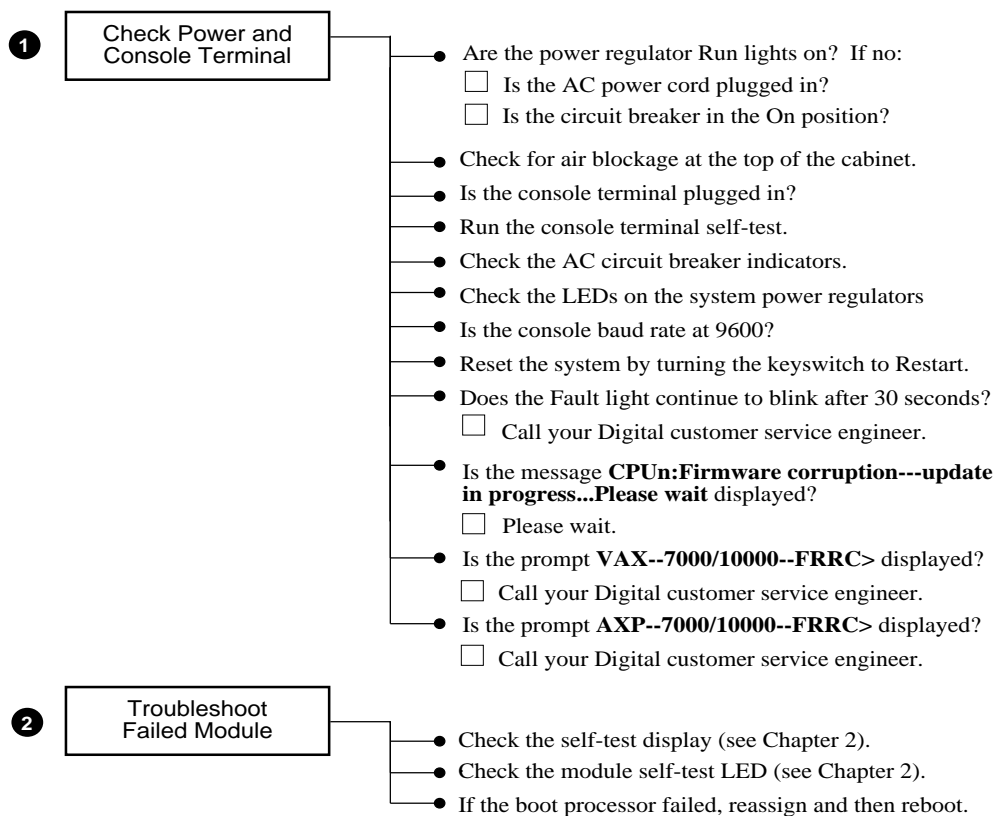 1
Check Power and
Console Terminal
Are the power regulator Run lights on? If no:
Is the AC power cord plugged in?
Is the circuit breaker in the On position?
Check for air blockage at the top of the cabinet.
Is the console terminal plugged in?
Run the console terminal self-test.
Check the AC circuit breaker indicators.
Check the LEDs on the system power regulators
Is the console baud rate at 9600?
Reset the system by turning the keyswitch to Restart.
Does the Fault light continue to blink after 30 seconds?
Call your Digital customer service engineer.
Is the message CPUn:Firmware corruption---update
in progress...Please wait displayed?
Please wait.
Is the prompt VAX--7000/10000--FRRC> displayed?
Call your Digital customer service engineer.
Is the prompt AXP--7000/10000--FRRC> displayed?
Call your Digital customer service engineer.
2
Troubleshoot
Failed Module
Check the self-test display (see Chapter 2).
Check the module self-test LED (see Chapter 2).
If the boot processor failed, reassign and then reboot.